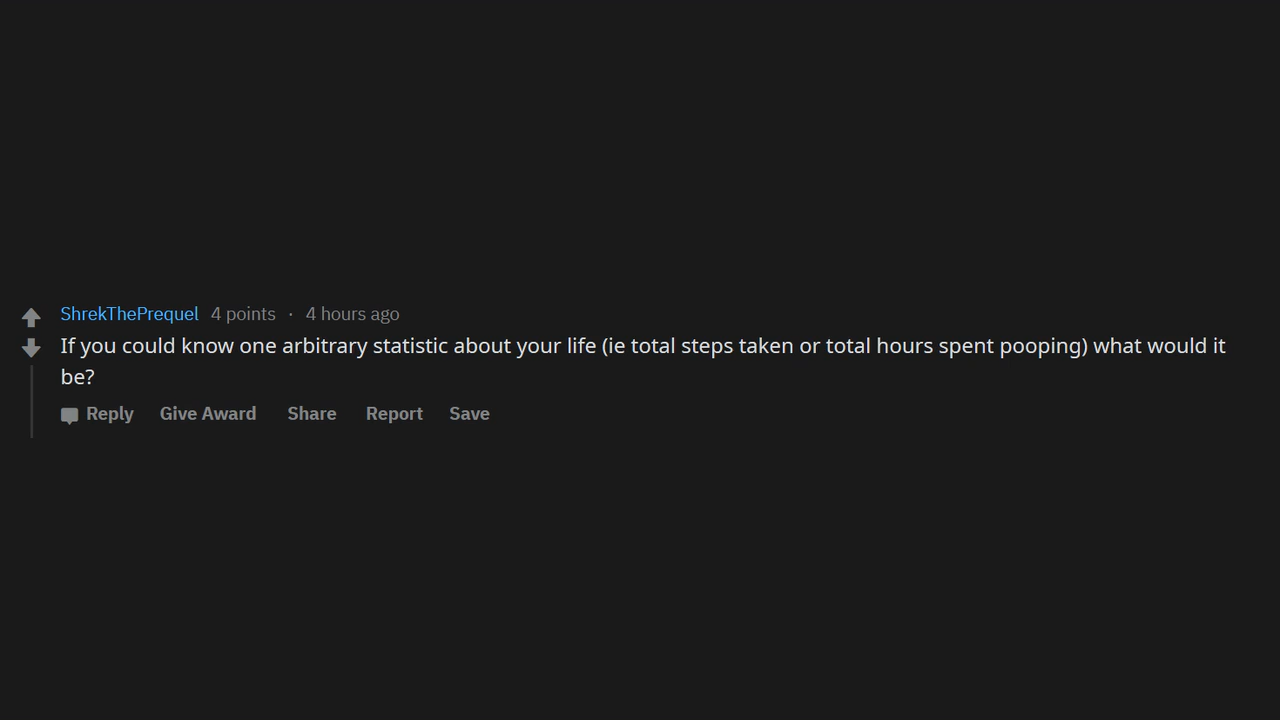 ShrekThePrequel 4 points · 4 hours ago
If you could know one arbitrary statistic about your life (ie total steps taken or total hours spent pooping) what would it
be?
Reply Give Award Share Report Save